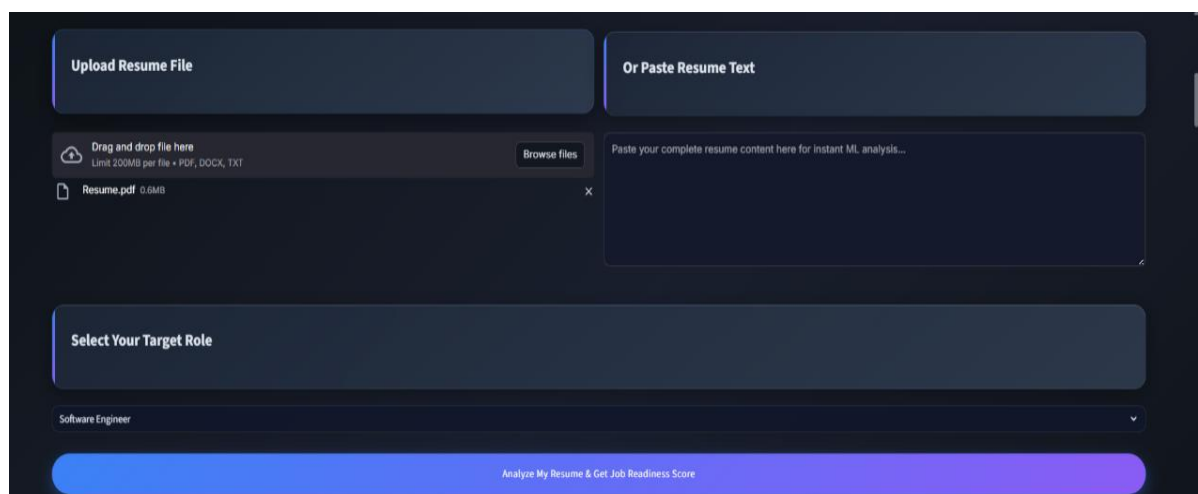 Upload Resume File
Or Paste Resume Text
Drag and drop file here
Limit 200MB per file • PDF, DOCX, TXT
Browse files
Resume.pdf 0.6MB
Paste your complete resume content here for instant ML analysis...
Select Your Target Role
Software Engineer
Analyze My Resume & Get Job Readiness Score